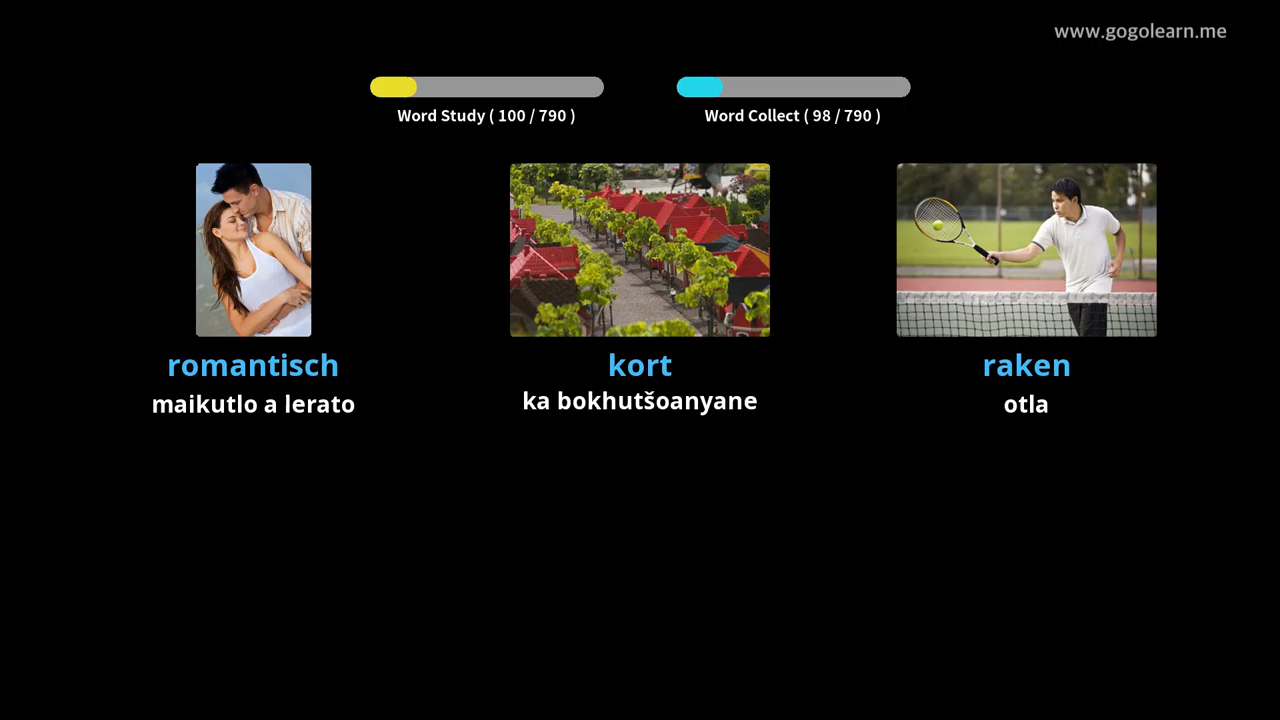 www.gogolearn.me
Word Study ( 100 / 790 )
Word Collect ( 98 / 790 )
romantisch
maikutlo a lerato
kort
ka bokhutšoanyane
raken
otla